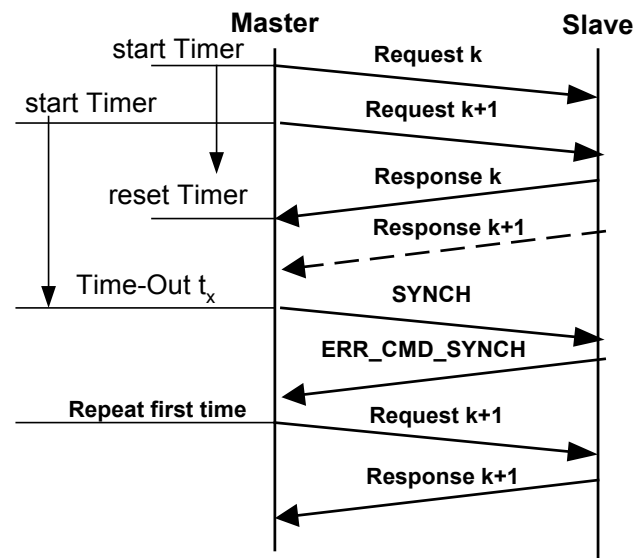 Master
Slave
start Timer
Request k
start Timer
Request k+1
Response k
reset Timer
Response k+1
Time-Out tx
SYNCH
ERR_CMD_SYNCH
Repeat first time
Request k+1
Response k+1